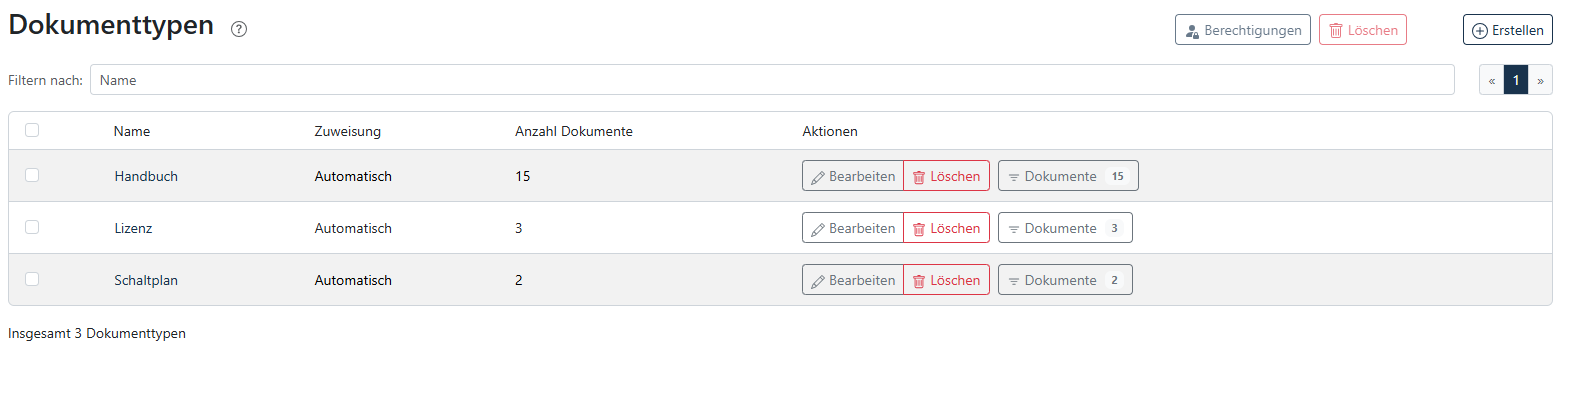 Dokumenttypen ?
Berechtigungen Löschen Erstellen
Filtern nach: Name « 1 »
Name Zuweisung Anzahl Dokumente Aktionen
Handbuch Automatisch 15 Bearbeiten Löschen Dokumente 15
Lizenz Automatisch 3 Bearbeiten Löschen Dokumente 3
Schaltplan Automatisch 2 Bearbeiten Löschen Dokumente 2
Insgesamt 3 Dokumenttypen